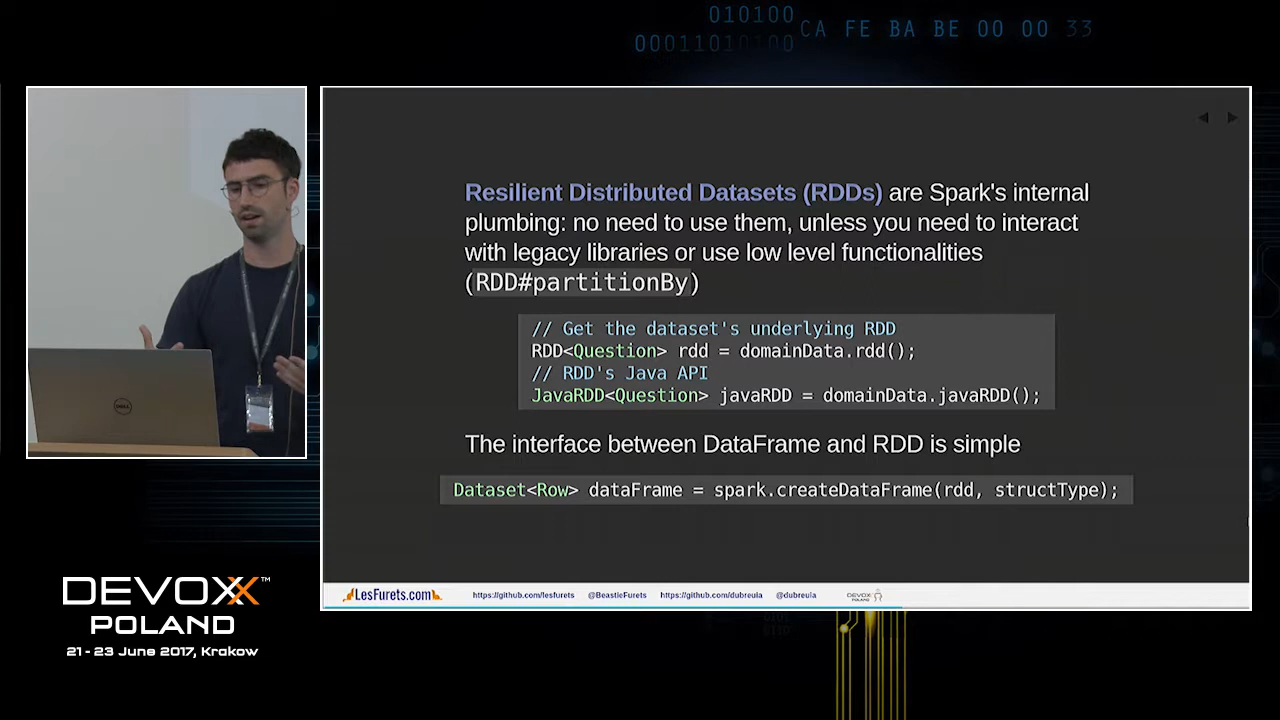 010100
00011010100
CA FE BA BE 00 00 33
Resilient Distributed Datasets (RDDs) are Spark's internal
plumbing: no need to use them, unless you need to interact
with legacy libraries or use low level functionalities
(RDD#partitionBy)
// Get the dataset's underlying RDD
RDD<Question> rdd = domainData.rdd();
// RDD's Java API
JavaRDD<Question> javaRDD = domainData.javaRDD();
The interface between DataFrame and RDD is simple
Dataset<Row> dataFrame = spark.createDataFrame(rdd, structType);
DELL
LesFurets.com
https://github.com/lesfurets
@BeastieFurets
https://github.com/dubreuia
@dubreuia
DEVOXX
POLAND
DEVOXX™
POLAND
21 - 23 June 2017, Krakow